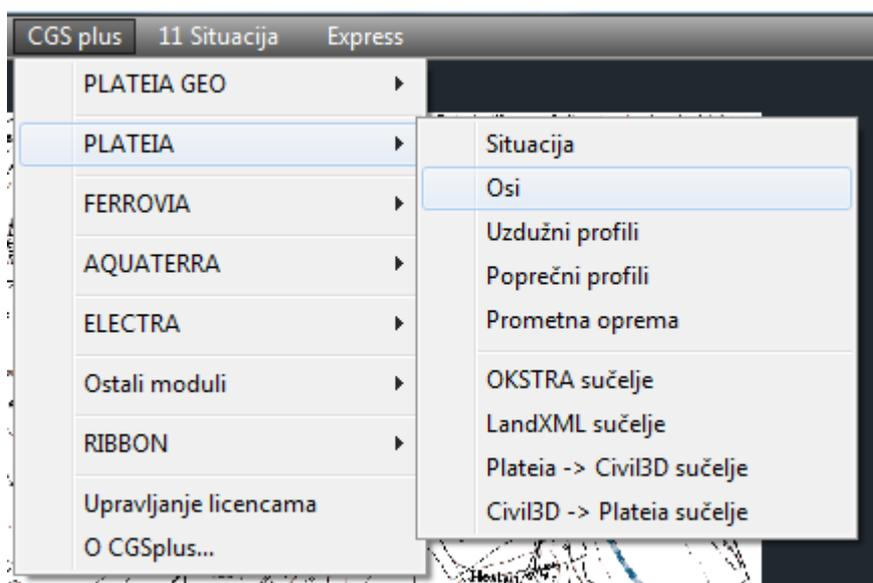 CGS plus 11 Situacija Express
PLATEIA GEO
PLATEIA
FERROVIA
AQUATERRA
ELECTRA
Ostali moduli
RIBBON
Upravljanje licencama
O CGSplus...
Situacija
Osi
Uzdužni profili
Poprečni profili
Prometna oprema
OKSTRA sučelje
LandXML sučelje
Plateia -> Civil3D sučelje
Civil3D -> Plateia sučelje